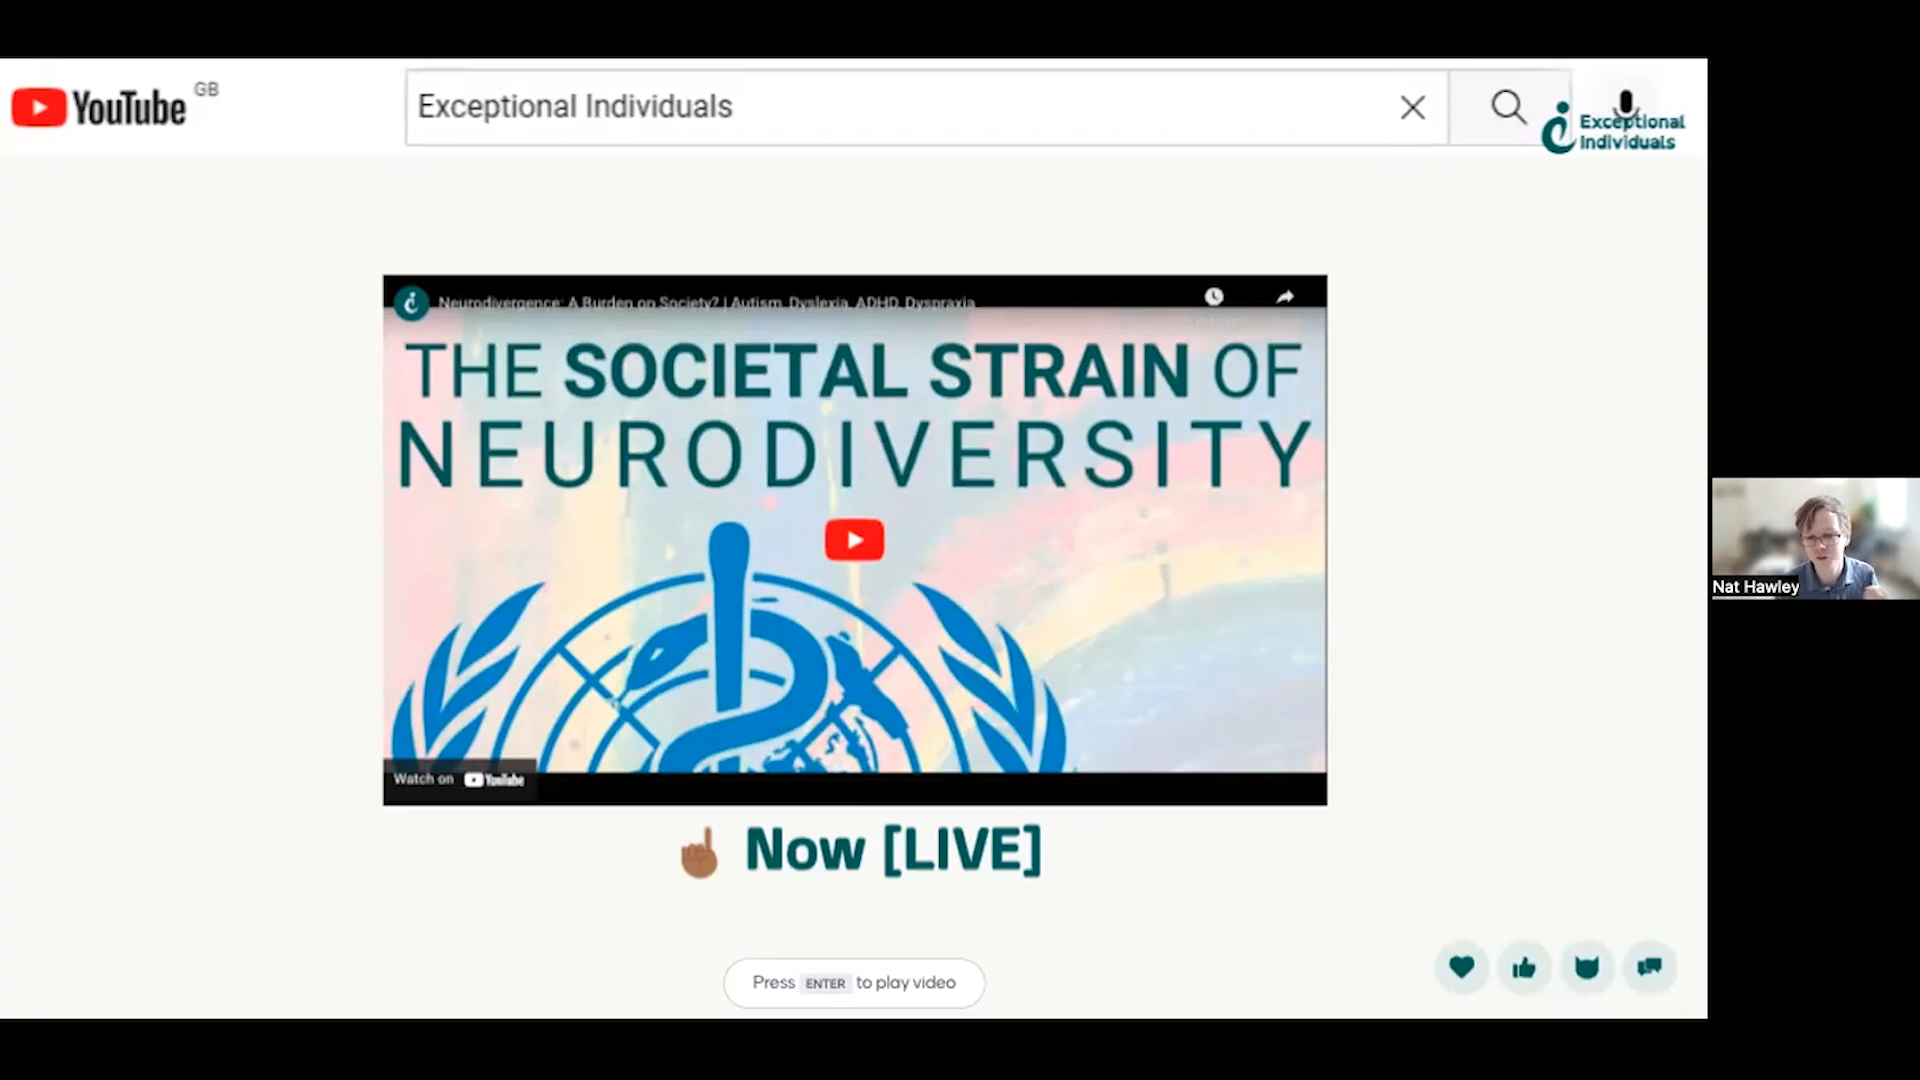 YouTube GB
Exceptional Individuals
Exceptional
Individuals
Neurodivergence: A Burden on Society? | Autism, Dyslexia, ADHD, Dyspraxia
THE SOCIETAL STRAIN OF
NEURODIVERSITY
Watch on YouTube
Now [LIVE]
Press ENTER to play video
Nat Hawley